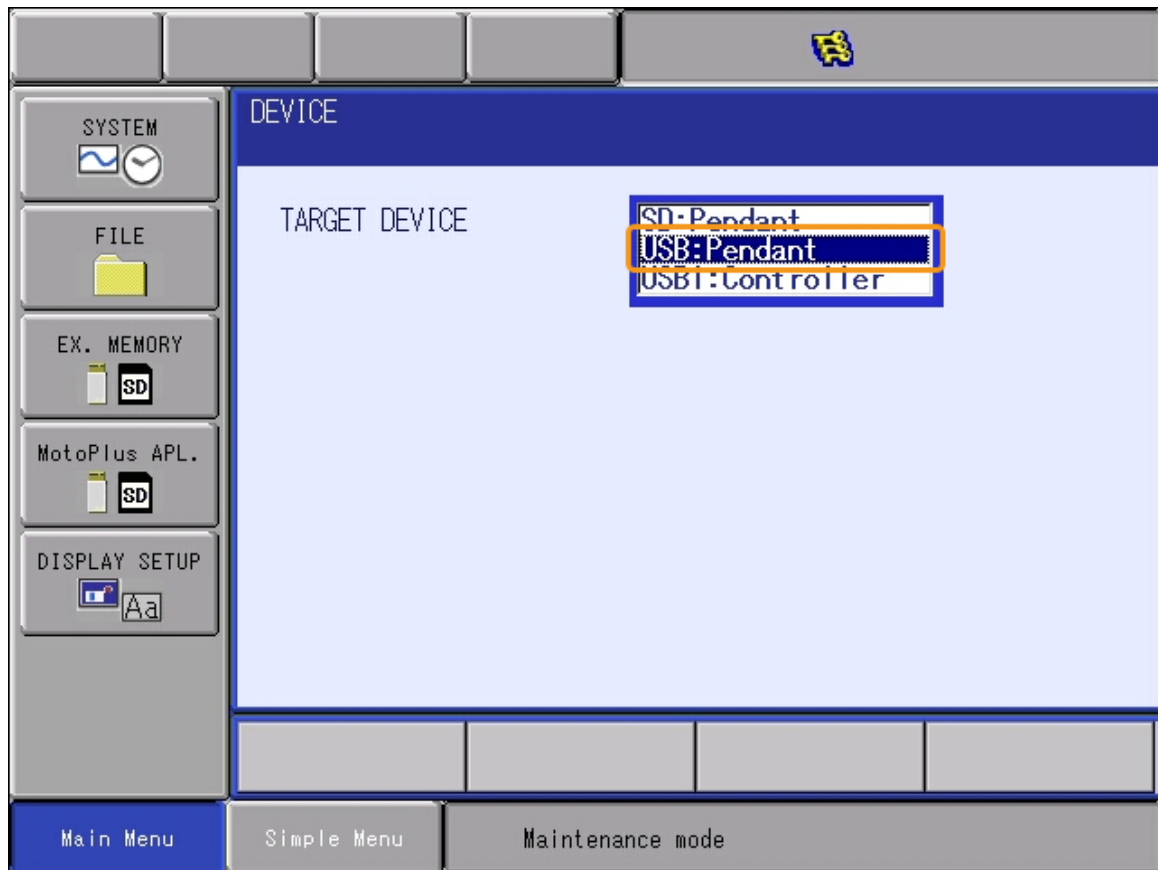 SYSTEM
FILE
EX. MEMORY
SD
MotoPlus APL.
SD
DISPLAY SETUP
Aa
DEVICE
TARGET DEVICE
SD:Pendant
USB:Pendant
USB1:Controller
Main Menu
Simple Menu
Maintenance mode